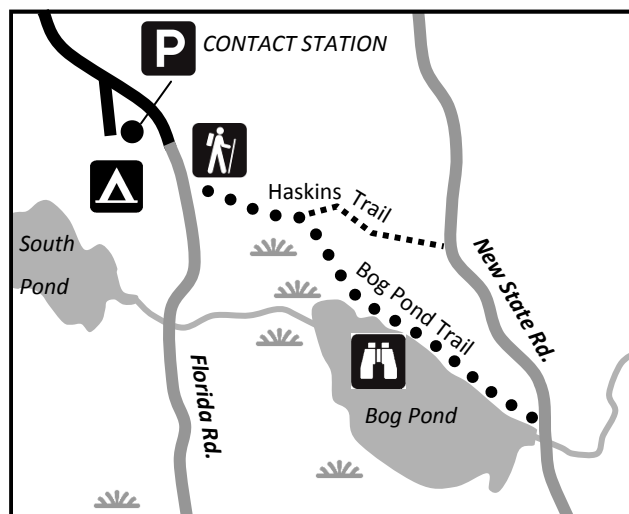 P
CONTACT STATION
Haskins Trail
South
Pond
Bog Pond Trail
New State Rd.
Florida Rd.
Bog Pond